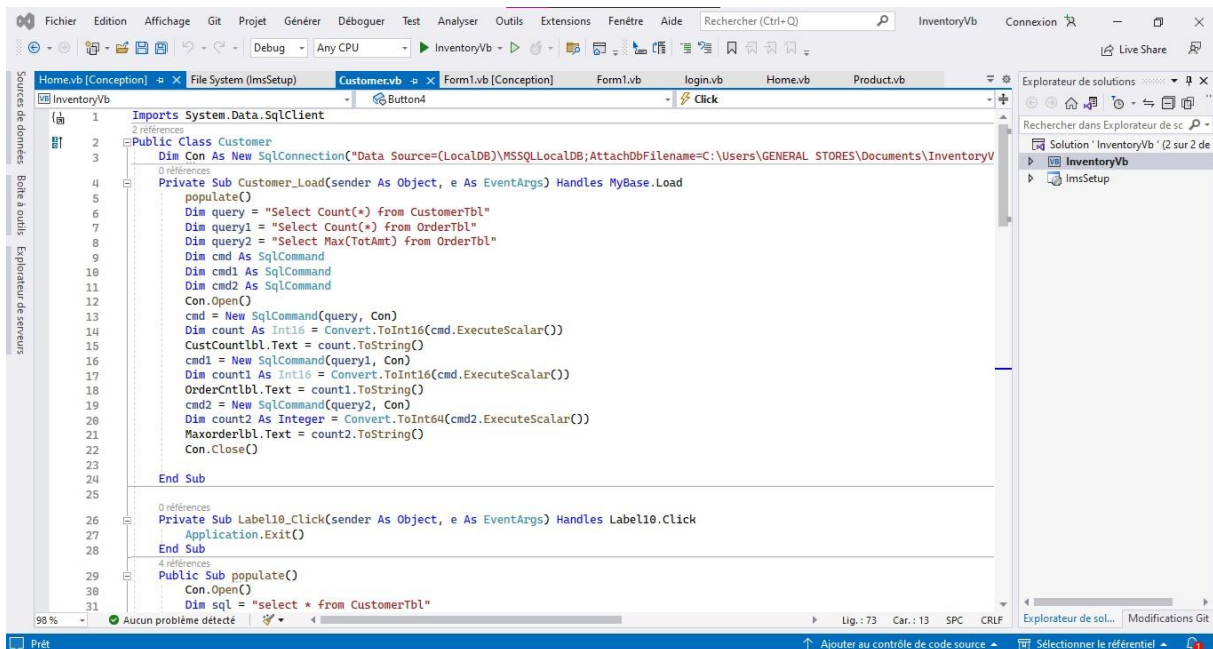 Fichier Edition Affichage Git Projet Générer Déboguer Test Analyser Outils Extensions Fenêtre Aide Rechercher (Ctrl+Q) InventoryVb Connexion
Debug Any CPU InventoryVb Live Share
Home.vb [Conception] File System (ImsSetup) Customer.vb Form1.vb [Conception] Form1.vb login.vb Home.vb Product.vb
InventoryVb Button4 Click
Sources de données
Boîte à outils
Explorateur de serveurs
1 Imports System.Data.SqlClient
2 références
2 Public Class Customer
3 Dim Con As New SqlConnection("Data Source=(LocalDB)\MSSQLLocalDB;AttachDbFilename=C:\Users\GENERAL STORES\Documents\InventoryV
0 références
4 Private Sub Customer_Load(sender As Object, e As EventArgs) Handles MyBase.Load
5 populate()
6 Dim query = "Select Count(*) from CustomerTbl"
7 Dim query1 = "Select Count(*) from OrderTbl"
8 Dim query2 = "Select Max(TotAmt) from OrderTbl"
9 Dim cmd As SqlCommand
10 Dim cmd1 As SqlCommand
11 Dim cmd2 As SqlCommand
12 Con.Open()
13 cmd = New SqlCommand(query, Con)
14 Dim count As Int16 = Convert.ToInt16(cmd.ExecuteScalar())
15 CustCountlbl.Text = count.ToString()
16 cmd1 = New SqlCommand(query1, Con)
17 Dim count1 As Int16 = Convert.ToInt16(cmd.ExecuteScalar())
18 OrderCntlbl.Text = count1.ToString()
19 cmd2 = New SqlCommand(query2, Con)
20 Dim count2 As Integer = Convert.ToInt64(cmd2.ExecuteScalar())
21 Maxorderlbl.Text = count2.ToString()
22 Con.Close()
23
24 End Sub
25
0 références
26 Private Sub Label10_Click(sender As Object, e As EventArgs) Handles Label10.Click
27 Application.Exit()
28 End Sub
4 références
29 Public Sub populate()
30 Con.Open()
31 Dim sql = "select * from CustomerTbl"
98 % Aucun problème détecté Lig. : 73 Car. : 13 SPC CRLF
Explorateur de solutions
Rechercher dans Explorateur de sc
Solution 'InventoryVb' (2 sur 2 de
InventoryVb
ImsSetup
Explorateur de sol... Modifications Git
Prêt Ajouter au contrôle de code source Sélectionner le référentiel 1